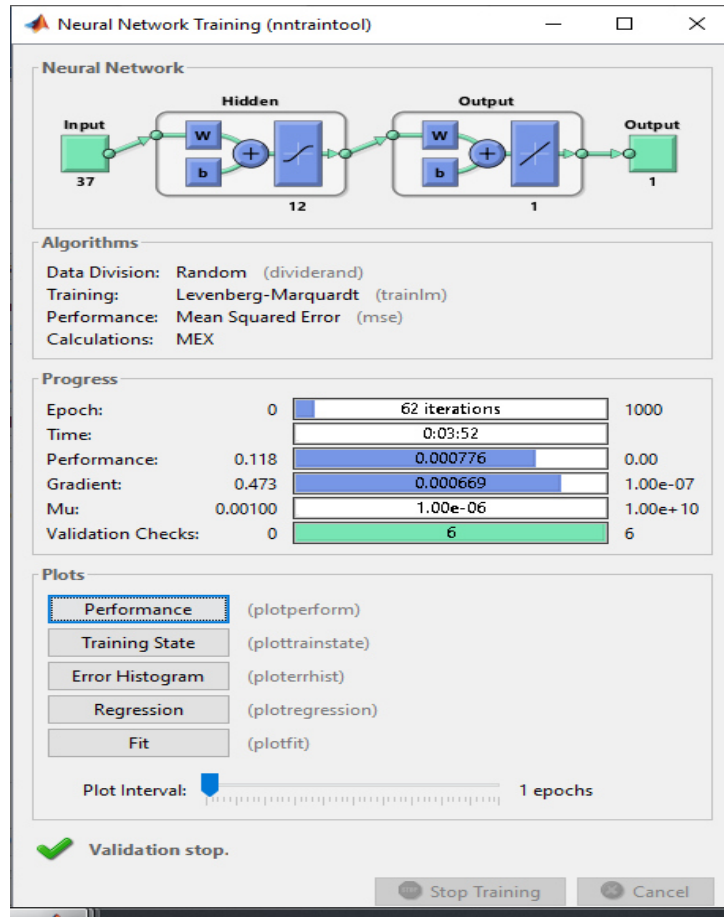 Neural Network Training (nntraintool)
Neural Network
Hidden
Output
Input
W
b
W
b
Output
37
12
1
1
Algorithms
Data Division: Random (dividerand)
Training: Levenberg-Marquardt (trainlm)
Performance: Mean Squared Error (mse)
Calculations: MEX
Progress
Epoch: 0 62 iterations 1000
Time: 0:03:52
Performance: 0.118 0.000776 0.00
Gradient: 0.473 0.000669 1.00e-07
Mu: 0.00100 1.00e-06 1.00e+10
Validation Checks: 0 6 6
Plots
Performance (plotperform)
Training State (plottrainstate)
Error Histogram (ploterrhist)
Regression (plotregression)
Fit (plotfit)
Plot Interval: 1 epochs
Validation stop.
Stop Training Cancel